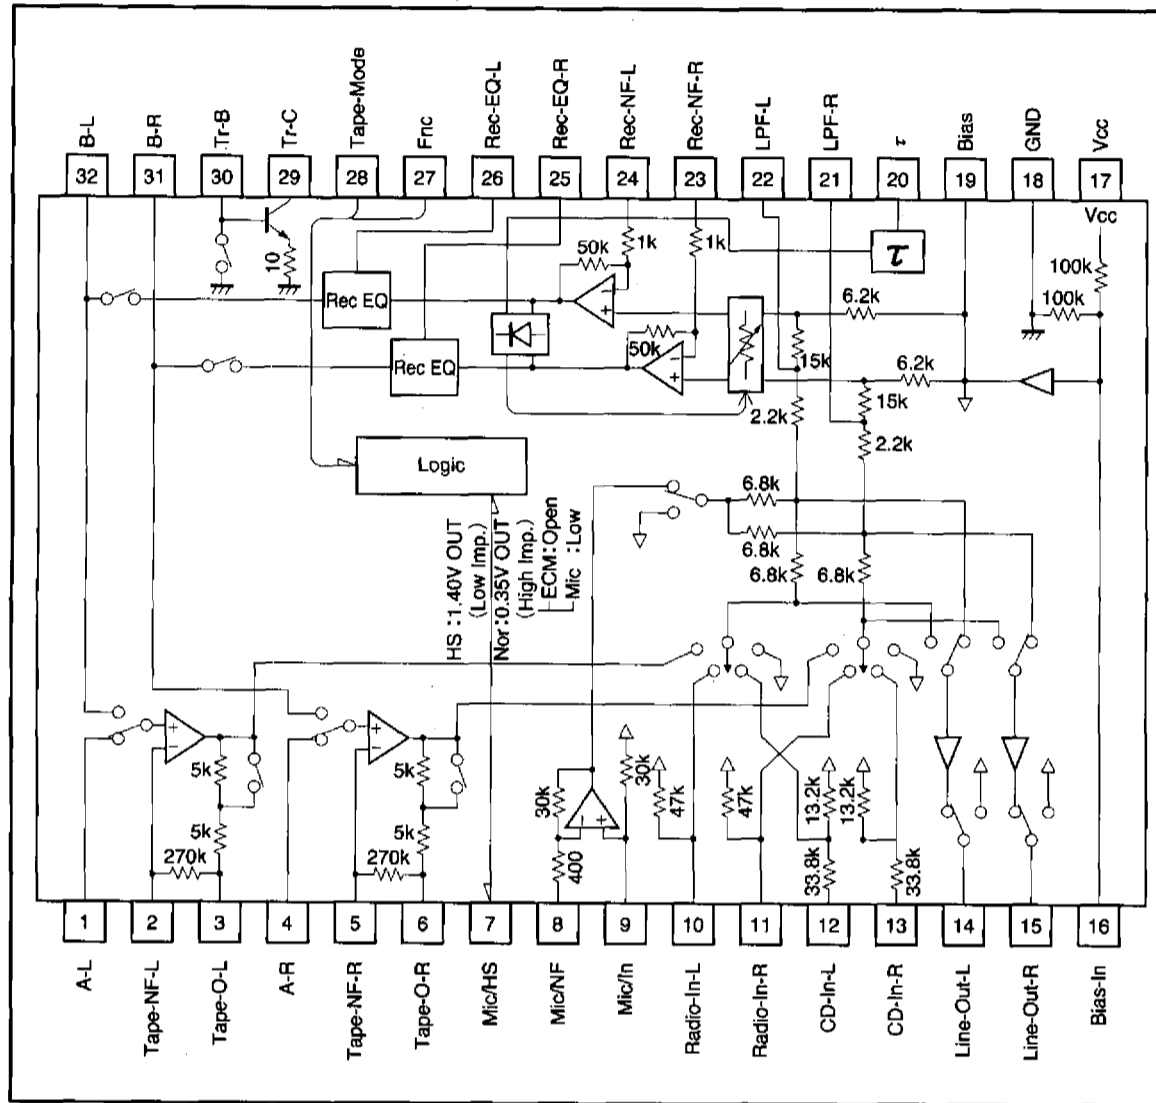 B-L
B-R
Tr-B
Tr-C
Tape-Mode
Fnc
Rec-EQ-L
Rec-EQ-R
Rec-NF-L
Rec-NF-R
LPF-L
LPF-R
τ
Bias
GND
Vcc
32
31
30
29
28
27
26
25
24
23
22
21
20
19
18
17
Vcc
10
50k
1k
1k
τ
100k
100k
6.2k
Rec EQ
Rec EQ
50k
15k
6.2k
15k
2.2k
2.2k
Logic
6.8k
6.8k
6.8k
6.8k
HS :1.40V OUT
(Low Imp.)
Nor:0.35V OUT
(High Imp.)
ECM:Open
Mic :Low
5k
5k
270k
5k
5k
270k
30k
400
30k
47k
47k
13.2k
13.2k
33.8k
33.8k
+
−
+
−
+
−
+
−
−
+
1
2
3
4
5
6
7
8
9
10
11
12
13
14
15
16
A-L
Tape-NF-L
Tape-O-L
A-R
Tape-NF-R
Tape-O-R
Mic/HS
Mic/NF
Mic/In
Radio-In-L
Radio-In-R
CD-In-L
CD-In-R
Line-Out-L
Line-Out-R
Bias-In